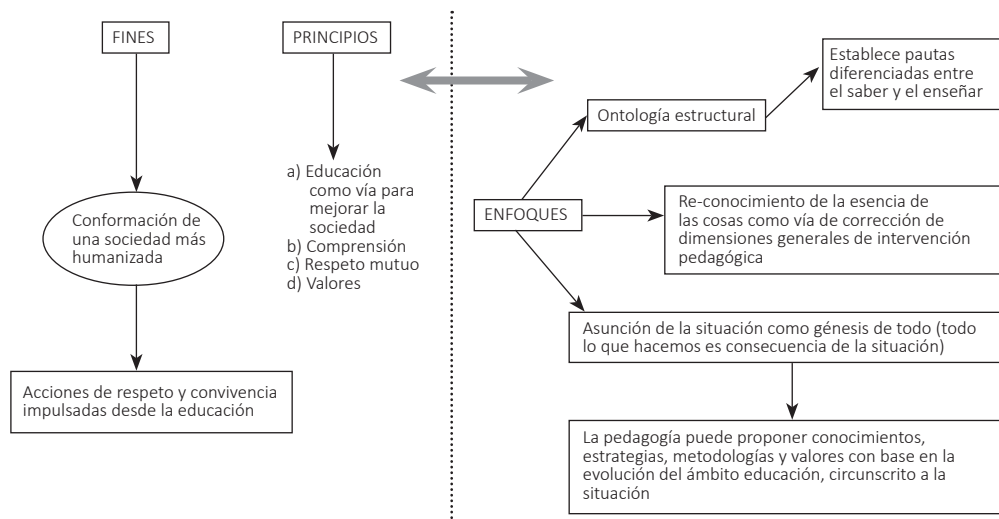 FINES
Conformación de
una sociedad más
humanizada
Acciones de respeto y convivencia
impulsadas desde la educación
PRINCIPIOS
a) Educación
como vía para
mejorar la
sociedad
b) Comprensión
c) Respeto mutuo
d) Valores
ENFOQUES
Ontología estructural
Establece pautas
diferenciadas entre
el saber y el enseñar
Re-conocimiento de la esencia de
las cosas como vía de corrección de
dimensiones generales de intervención
pedagógica
Asunción de la situación como génesis de todo (todo
lo que hacemos es consecuencia de la situación)
La pedagogía puede proponer conocimientos,
estrategias, metodologías y valores con base en la
evolución del ámbito educación, circunscrito a la
situación